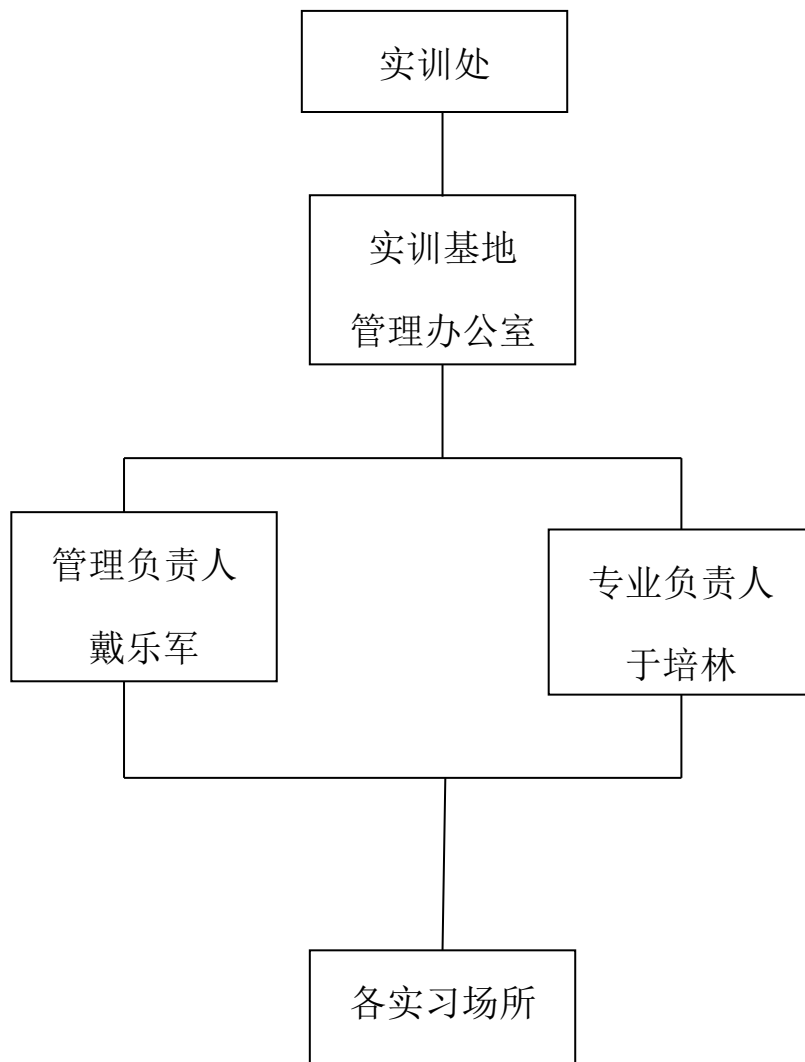 实训处
实训基地
管理办公室
管理负责人
戴乐军
专业负责人
于培林
各实习场所